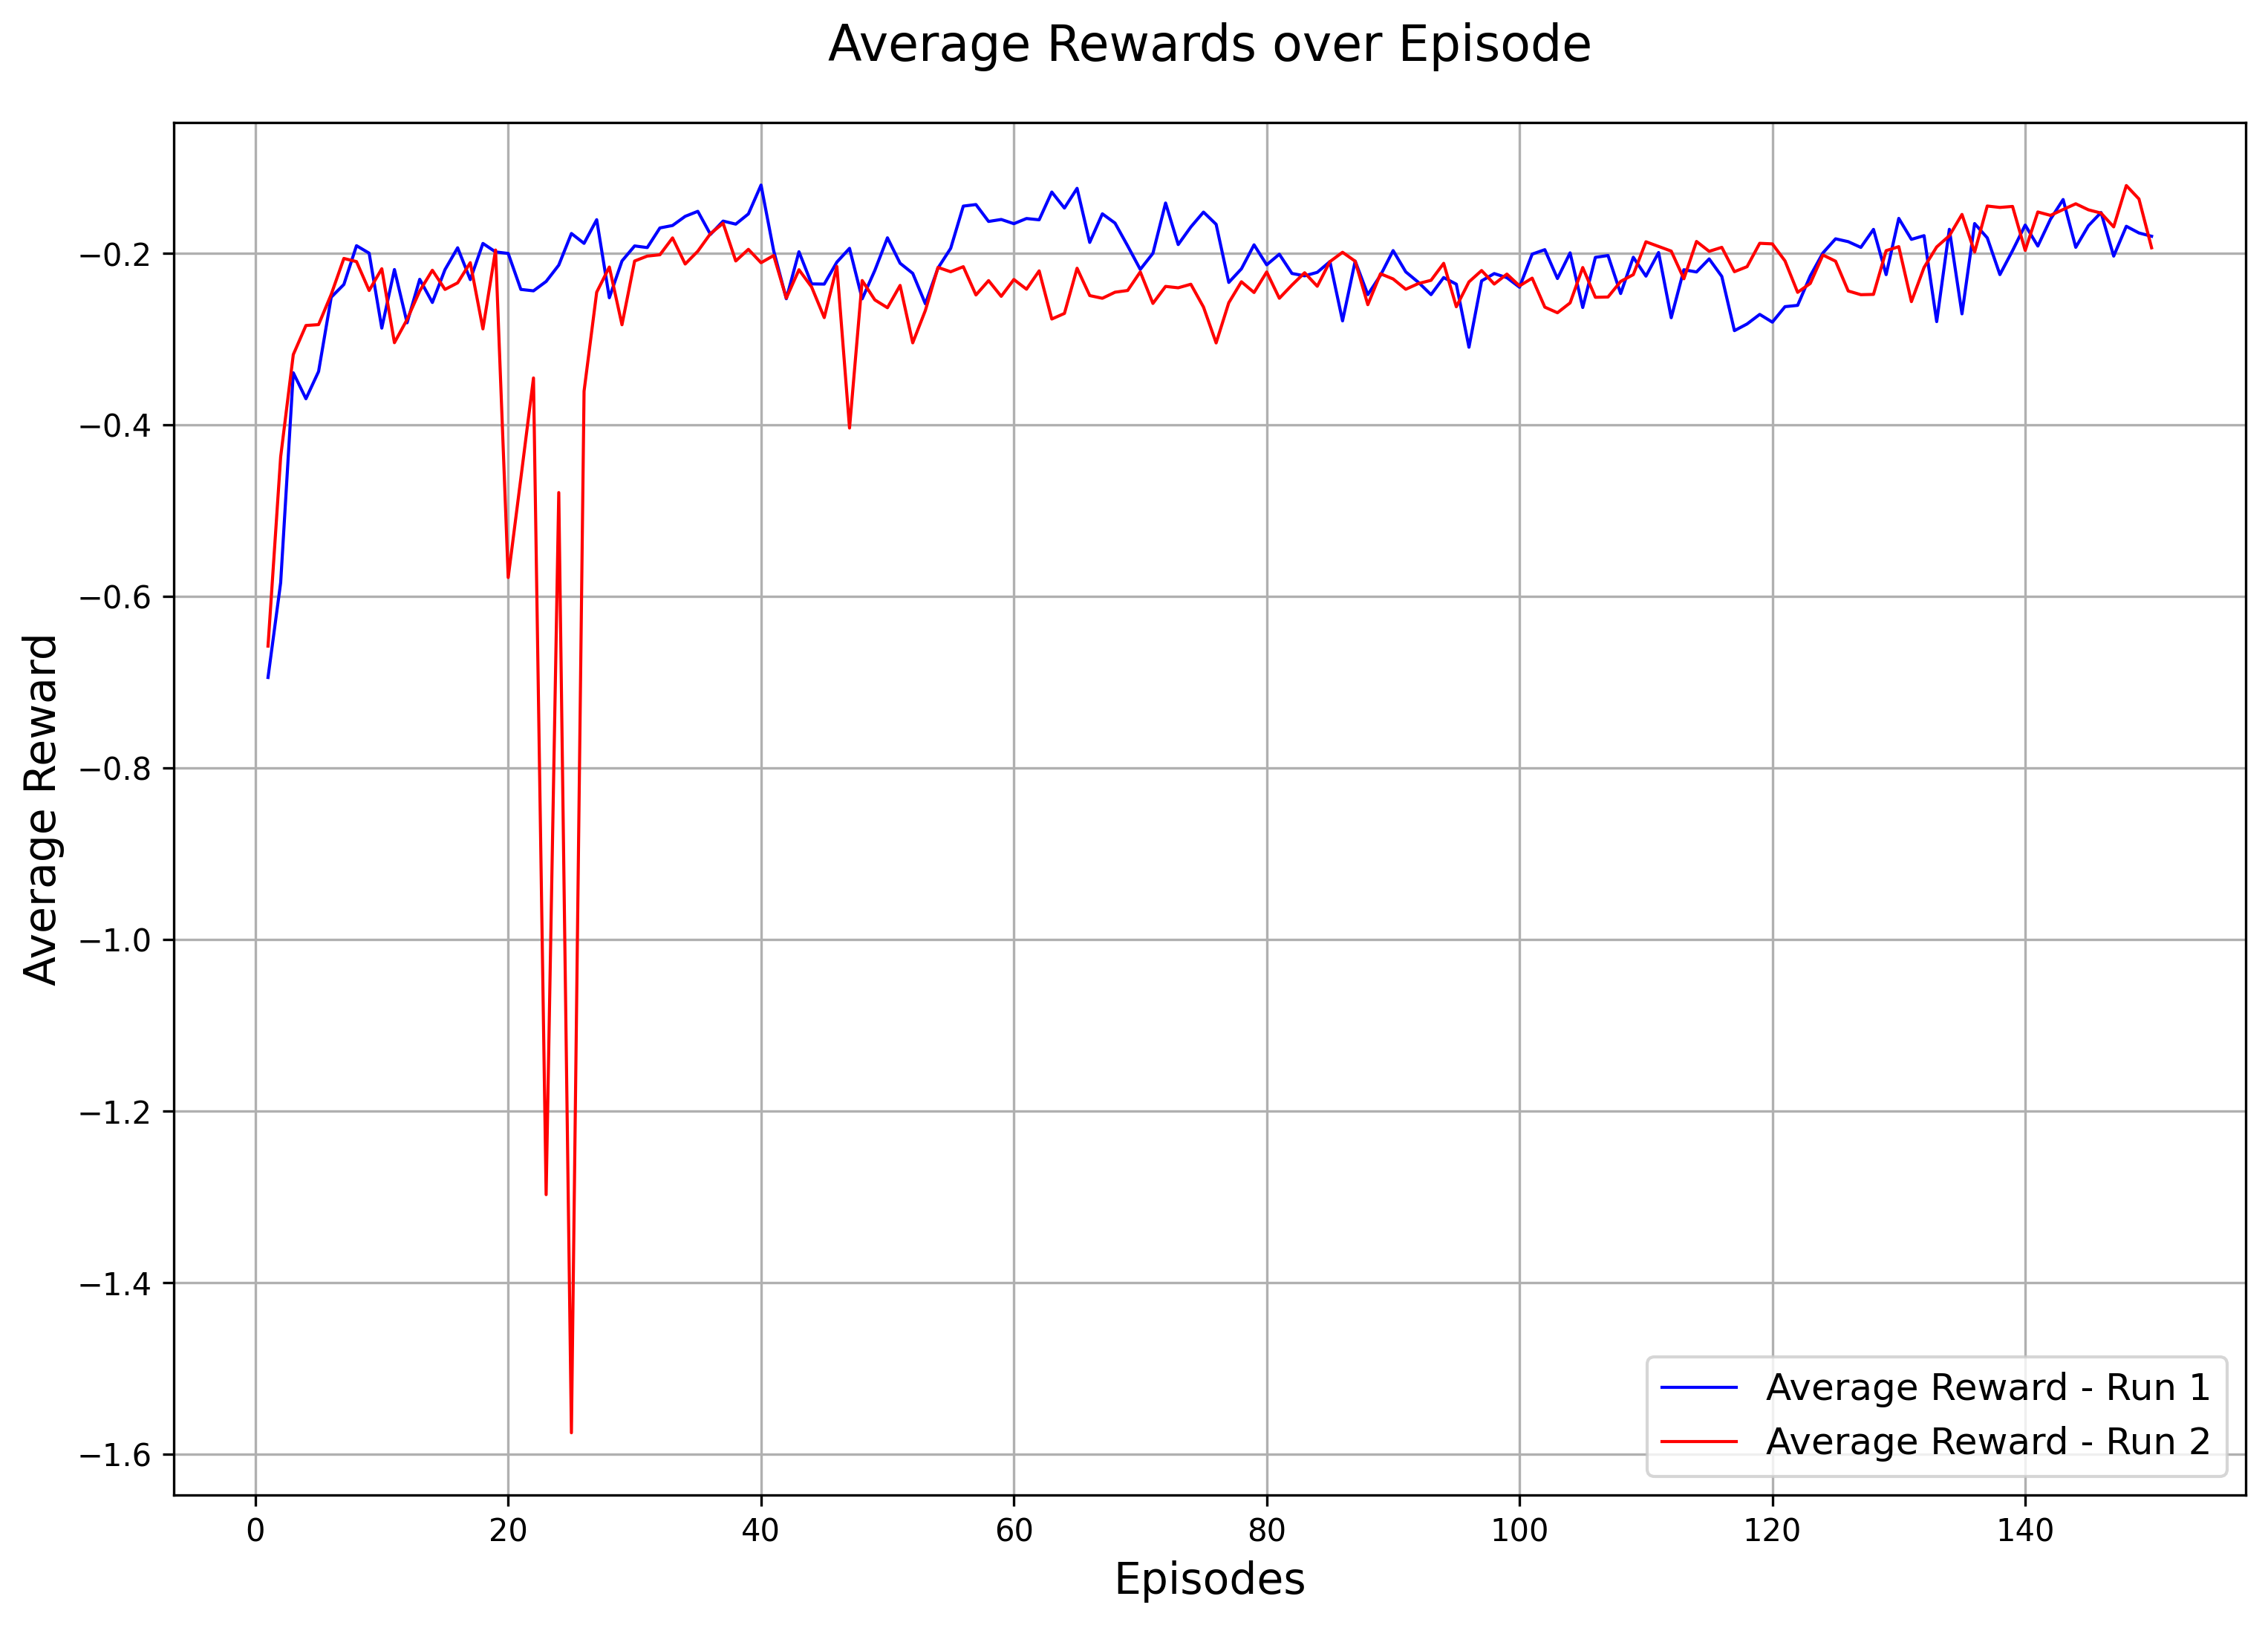 Average Rewards over Episode
Average Reward
−0.2
−0.4
−0.6
−0.8
−1.0
−1.2
−1.4
−1.6
0 20 40 60 80 100 120 140
Episodes
Average Reward - Run 1
Average Reward - Run 2